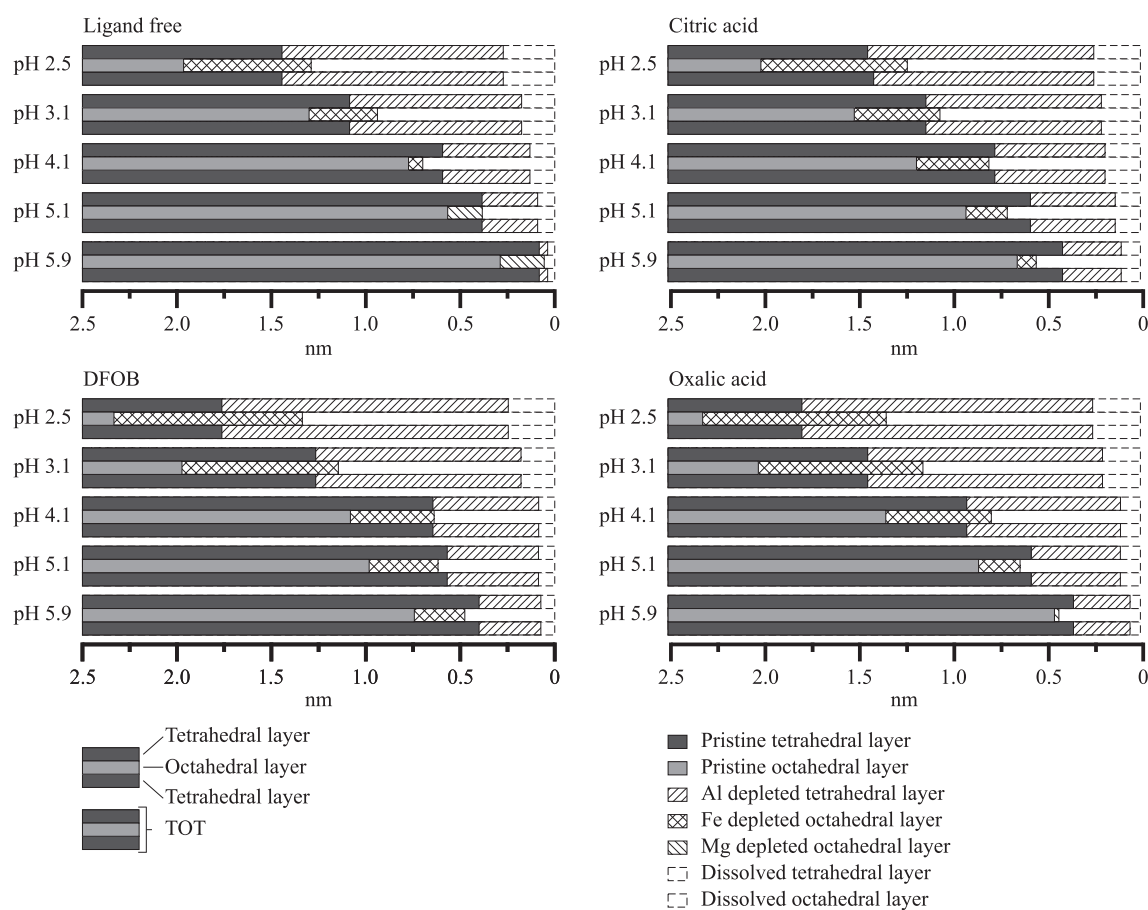 Ligand free
pH 2.5
pH 3.1
pH 4.1
pH 5.1
pH 5.9
2.5 2.0 1.5 1.0 0.5 0
nm
Citric acid
pH 2.5
pH 3.1
pH 4.1
pH 5.1
pH 5.9
2.5 2.0 1.5 1.0 0.5 0
nm
DFOB
pH 2.5
pH 3.1
pH 4.1
pH 5.1
pH 5.9
2.5 2.0 1.5 1.0 0.5 0
nm
Oxalic acid
pH 2.5
pH 3.1
pH 4.1
pH 5.1
pH 5.9
2.5 2.0 1.5 1.0 0.5 0
nm
Tetrahedral layer
Octahedral layer
Tetrahedral layer
TOT
Pristine tetrahedral layer
Pristine octahedral layer
Al depleted tetrahedral layer
Fe depleted octahedral layer
Mg depleted octahedral layer
Dissolved tetrahedral layer
Dissolved octahedral layer